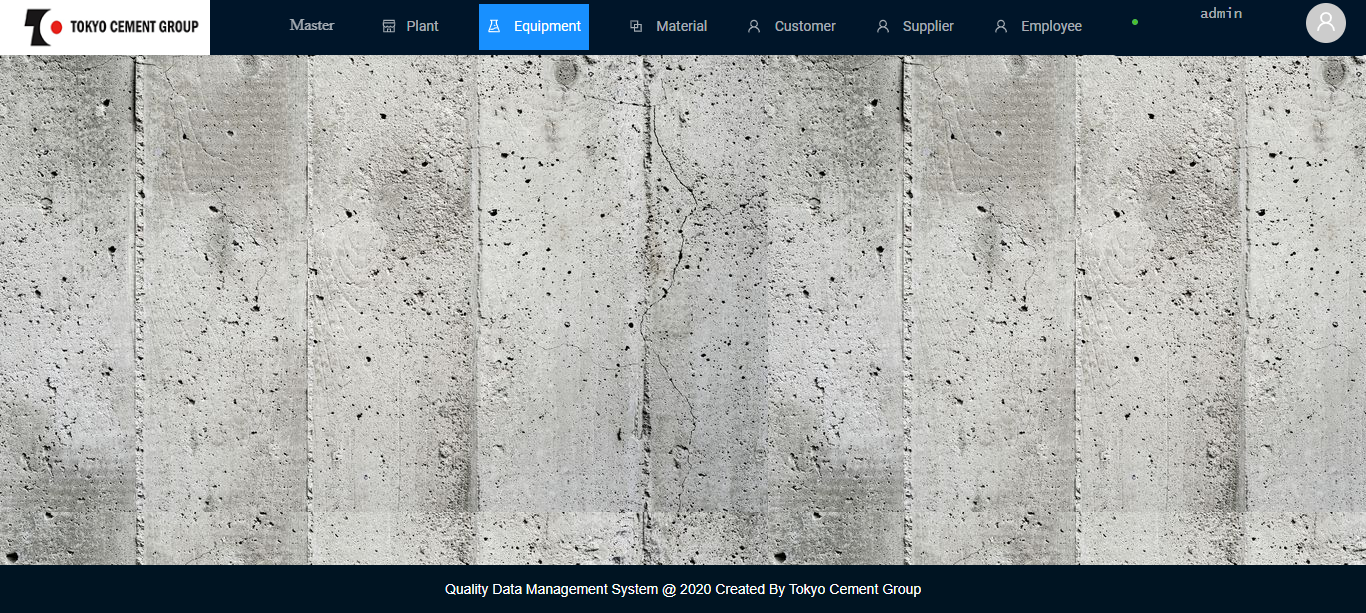 TOKYO CEMENT GROUP
Master
Plant
Equipment
Material
Customer
Supplier
Employee
admin
Quality Data Management System @ 2020 Created By Tokyo Cement Group